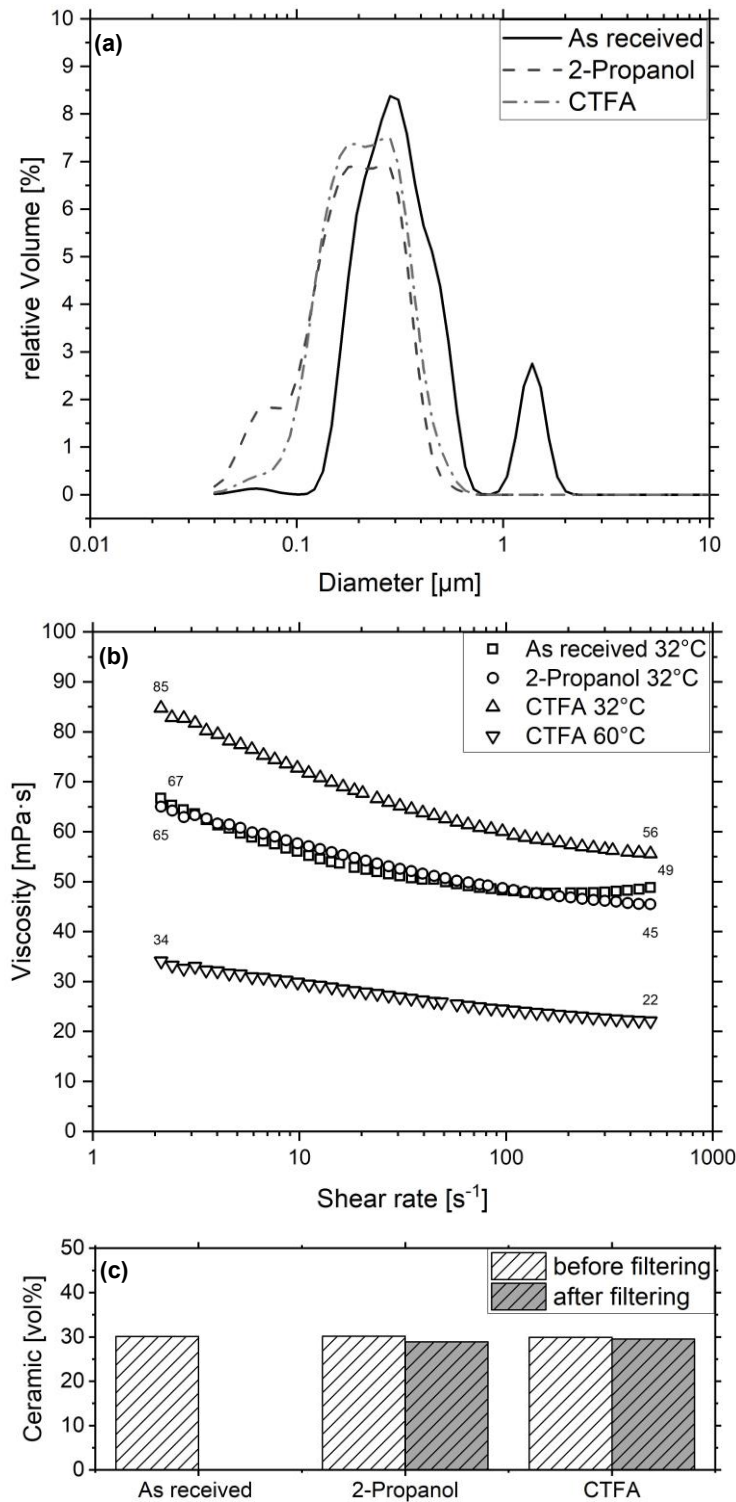 (a)
As received
2-Propanol
CTFA
10
9
8
7
6
5
4
3
2
1
0
relative Volume [%]
0.01 0.1 1 10
Diameter [µm]
(b)
As received 32°C
2-Propanol 32°C
CTFA 32°C
CTFA 60°C
100
90
80
70
60
50
40
30
20
10
0
85
67
65
34
56
49
45
22
Viscosity [mPa·s]
1 10 100 1000
Shear rate [s⁻¹]
(c)
before filtering
after filtering
50
40
30
20
10
0
Ceramic [vol%]
As received 2-Propanol CTFA